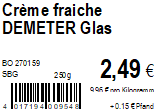 Crème fraiche
DEMETER Glas
BO 270159
SBG 250g
2,49 €
9.96 € pro Kilogramm
4 017194 009548
+ 0.15 € Pfand